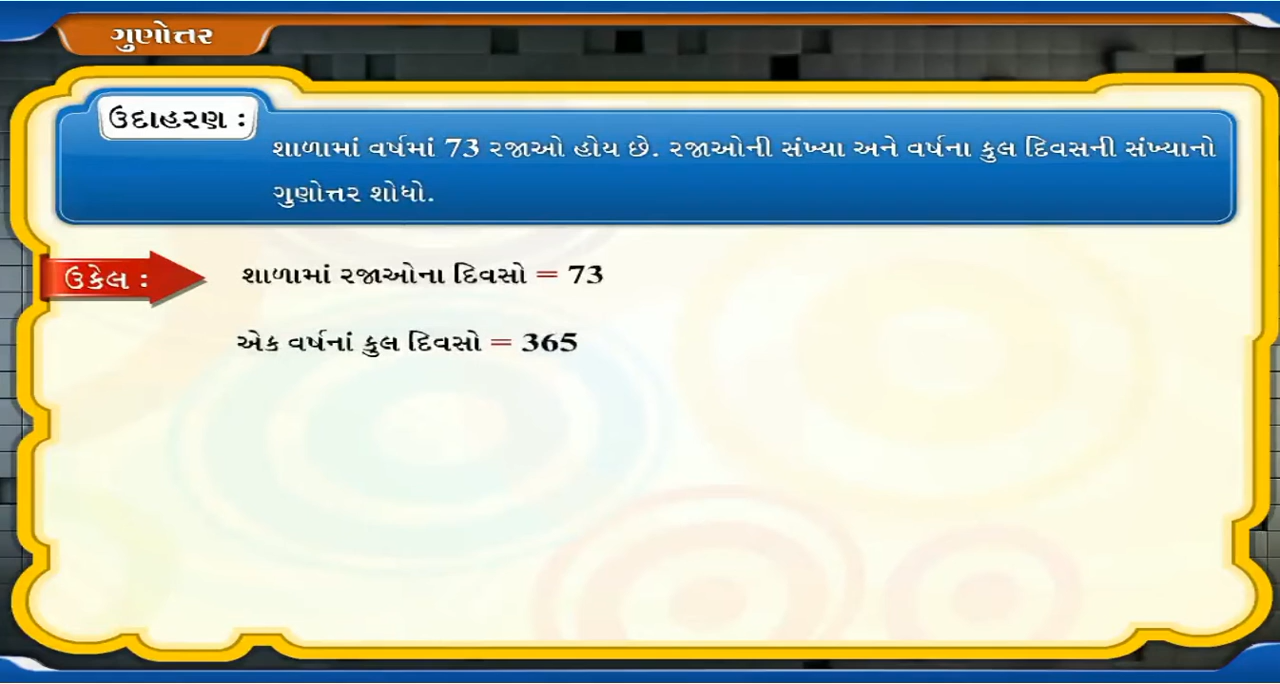 ગુણોત્તર
ઉદાહરણ :
શાળામાં વર્ષમાં 73 રજાઓ હોય છે. રજાઓની સંખ્યા અને વર્ષના કુલ દિવસની સંખ્યાનો
ગુણોત્તર શોધો.
ઉકેલ : શાળામાં રજાઓના દિવસો = 73
એક વર્ષનાં કુલ દિવસો = 365